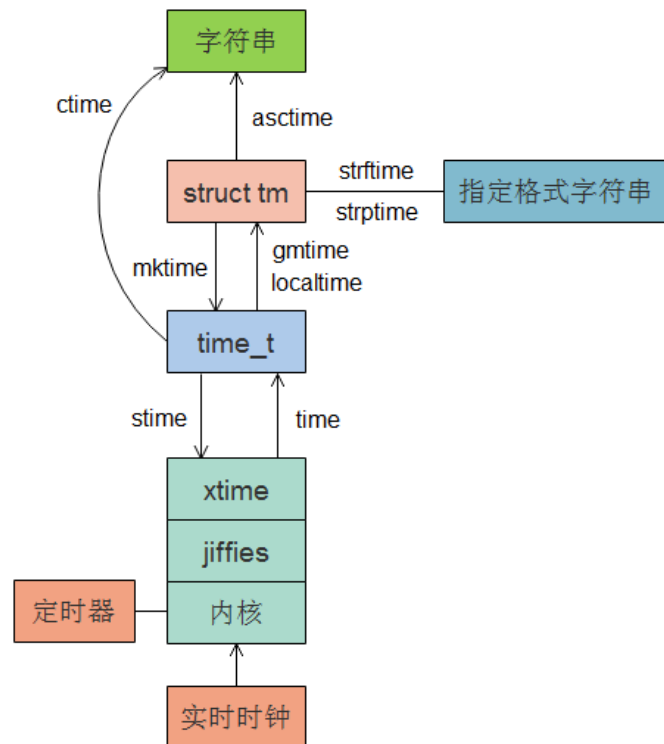 字符串
ctime
asctime
struct tm
strftime
strptime
指定格式字符串
mktime
gmtime
localtime
time_t
stime
time
xtime
jiffies
定时器
内核
实时时钟